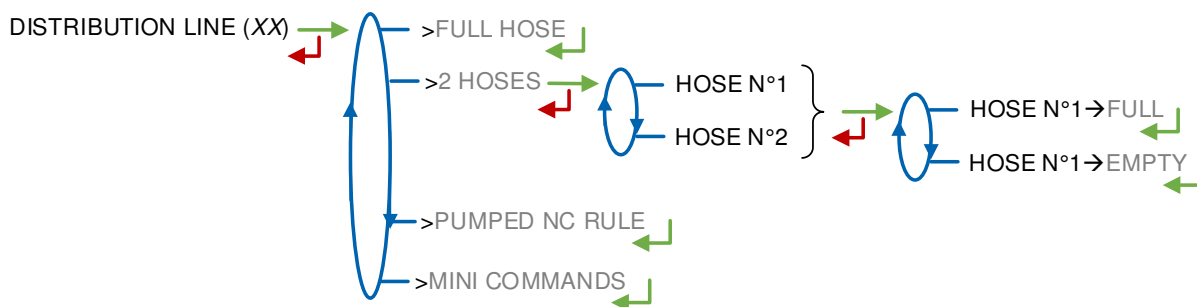 DISTRIBUTION LINE (XX)
>FULL HOSE
>2 HOSES
HOSE N°1
HOSE N°2
HOSE N°1→FULL
HOSE N°1→EMPTY
>PUMPED NC RULE
>MINI COMMANDS